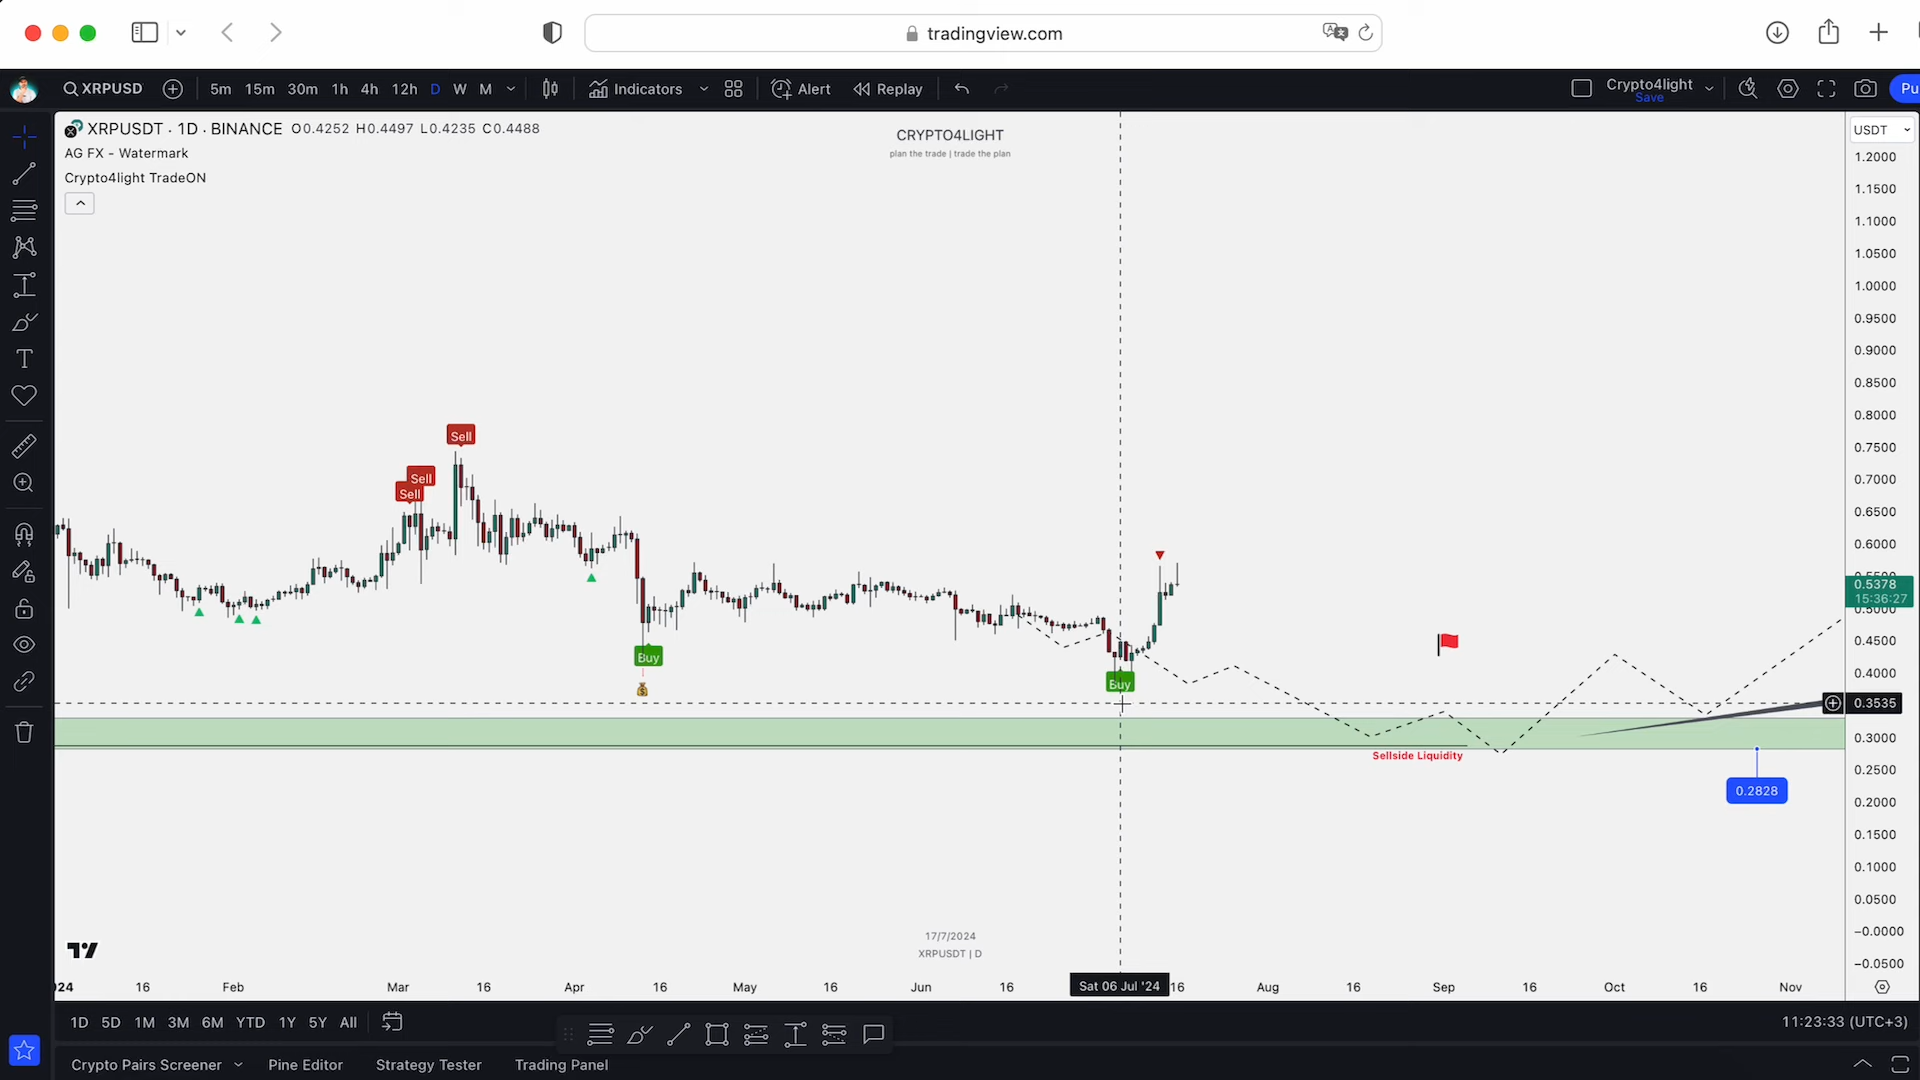 tradingview.com
XRPUSD 5m 15m 30m 1h 4h 12h D W M Indicators Alert Replay Crypto4light Save Pu
XRPUSDT · 1D · BINANCE O0.4252 H0.4497 L0.4235 C0.4488
AG FX - Watermark
Crypto4light TradeON
CRYPTO4LIGHT
plan the trade | trade the plan
USDT
1.2000
1.1500
1.1000
1.0500
1.0000
0.9500
0.9000
0.8500
0.8000
0.7500
0.7000
0.6500
0.6000
0.5378
15:36:27
0.5000
0.4500
0.4000
0.3535
0.3000
0.2500
0.2000
0.1500
0.1000
0.0500
−0.0000
−0.0500
Sell
Sell
Sell
Buy
Buy
Sellside Liquidity
0.2828
17/7/2024
XRPUSDT | D
024 16 Feb Mar 16 Apr 16 May 16 Jun 16 Sat 06 Jul '24 16 Aug 16 Sep 16 Oct 16 Nov
1D 5D 1M 3M 6M YTD 1Y 5Y All 11:23:33 (UTC+3)
Crypto Pairs Screener Pine Editor Strategy Tester Trading Panel